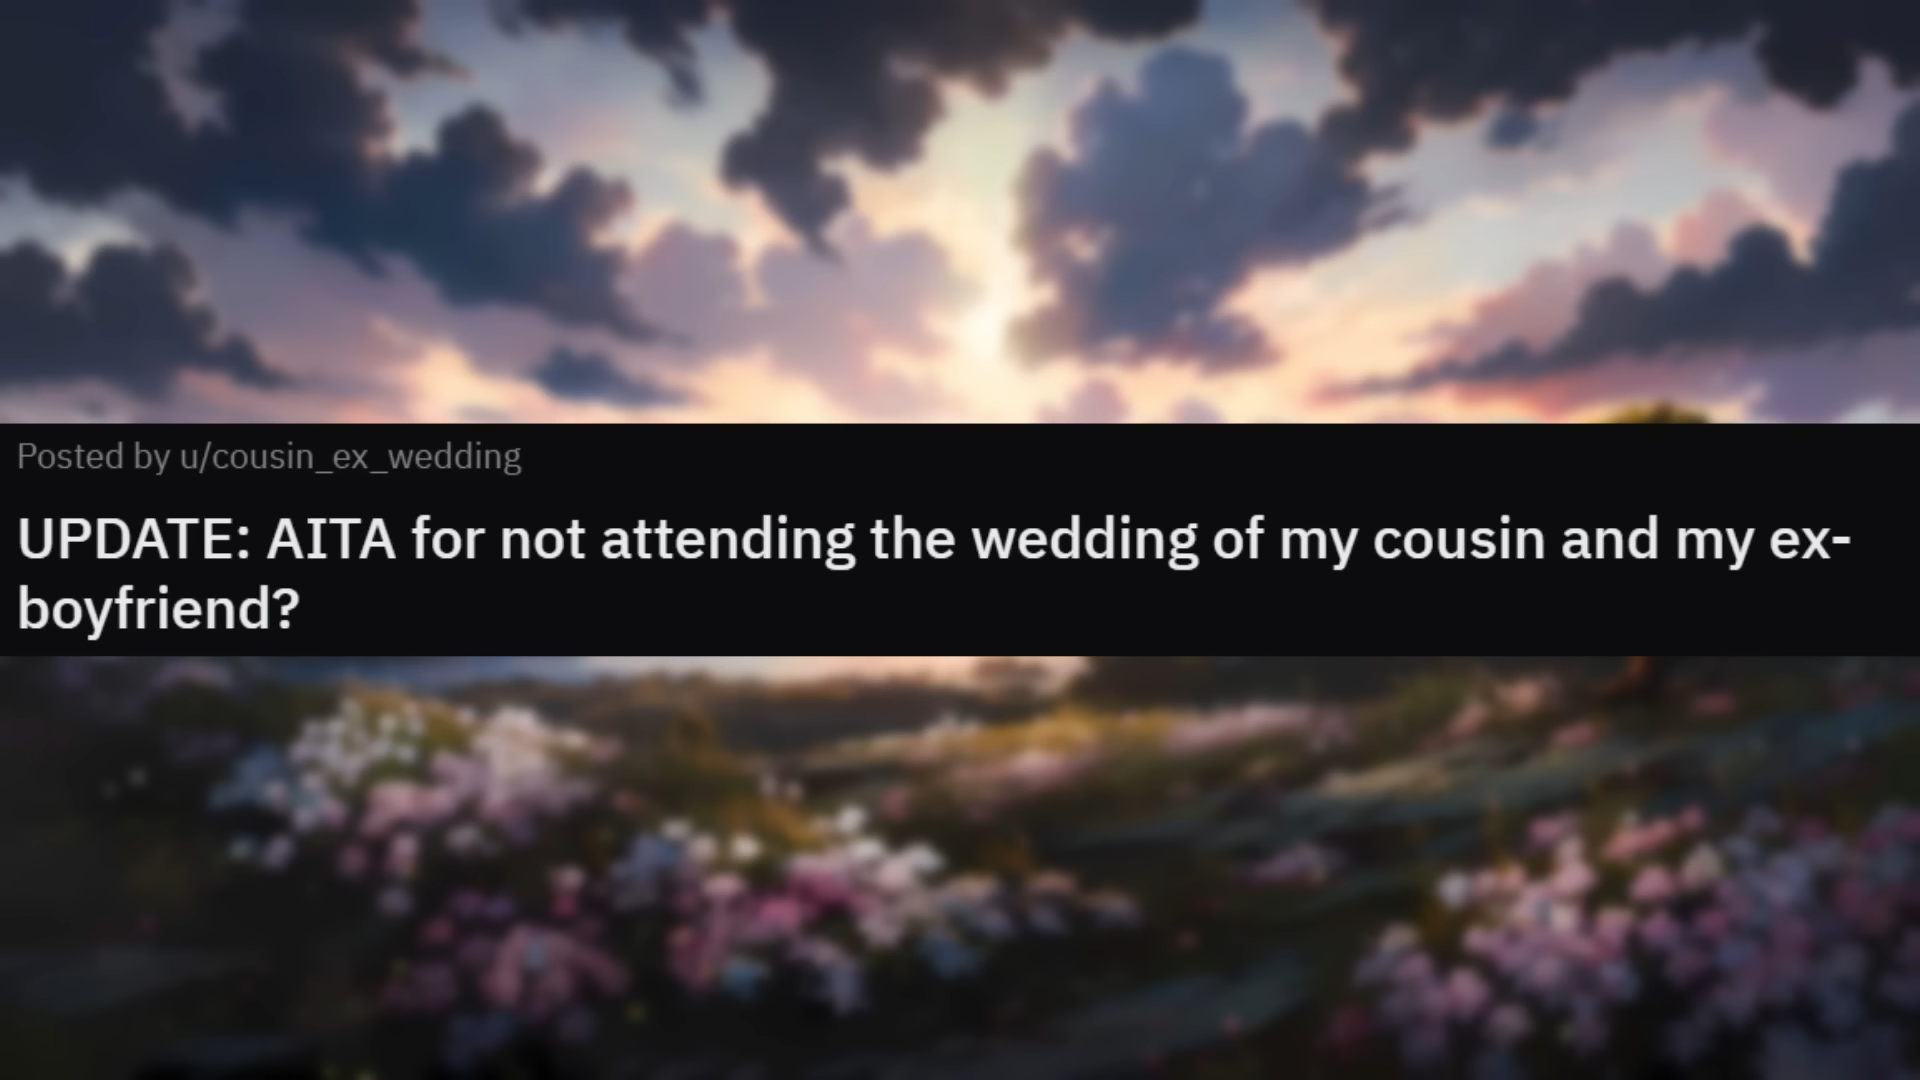 Posted by u/cousin_ex_wedding
UPDATE: AITA for not attending the wedding of my cousin and my ex-
boyfriend?